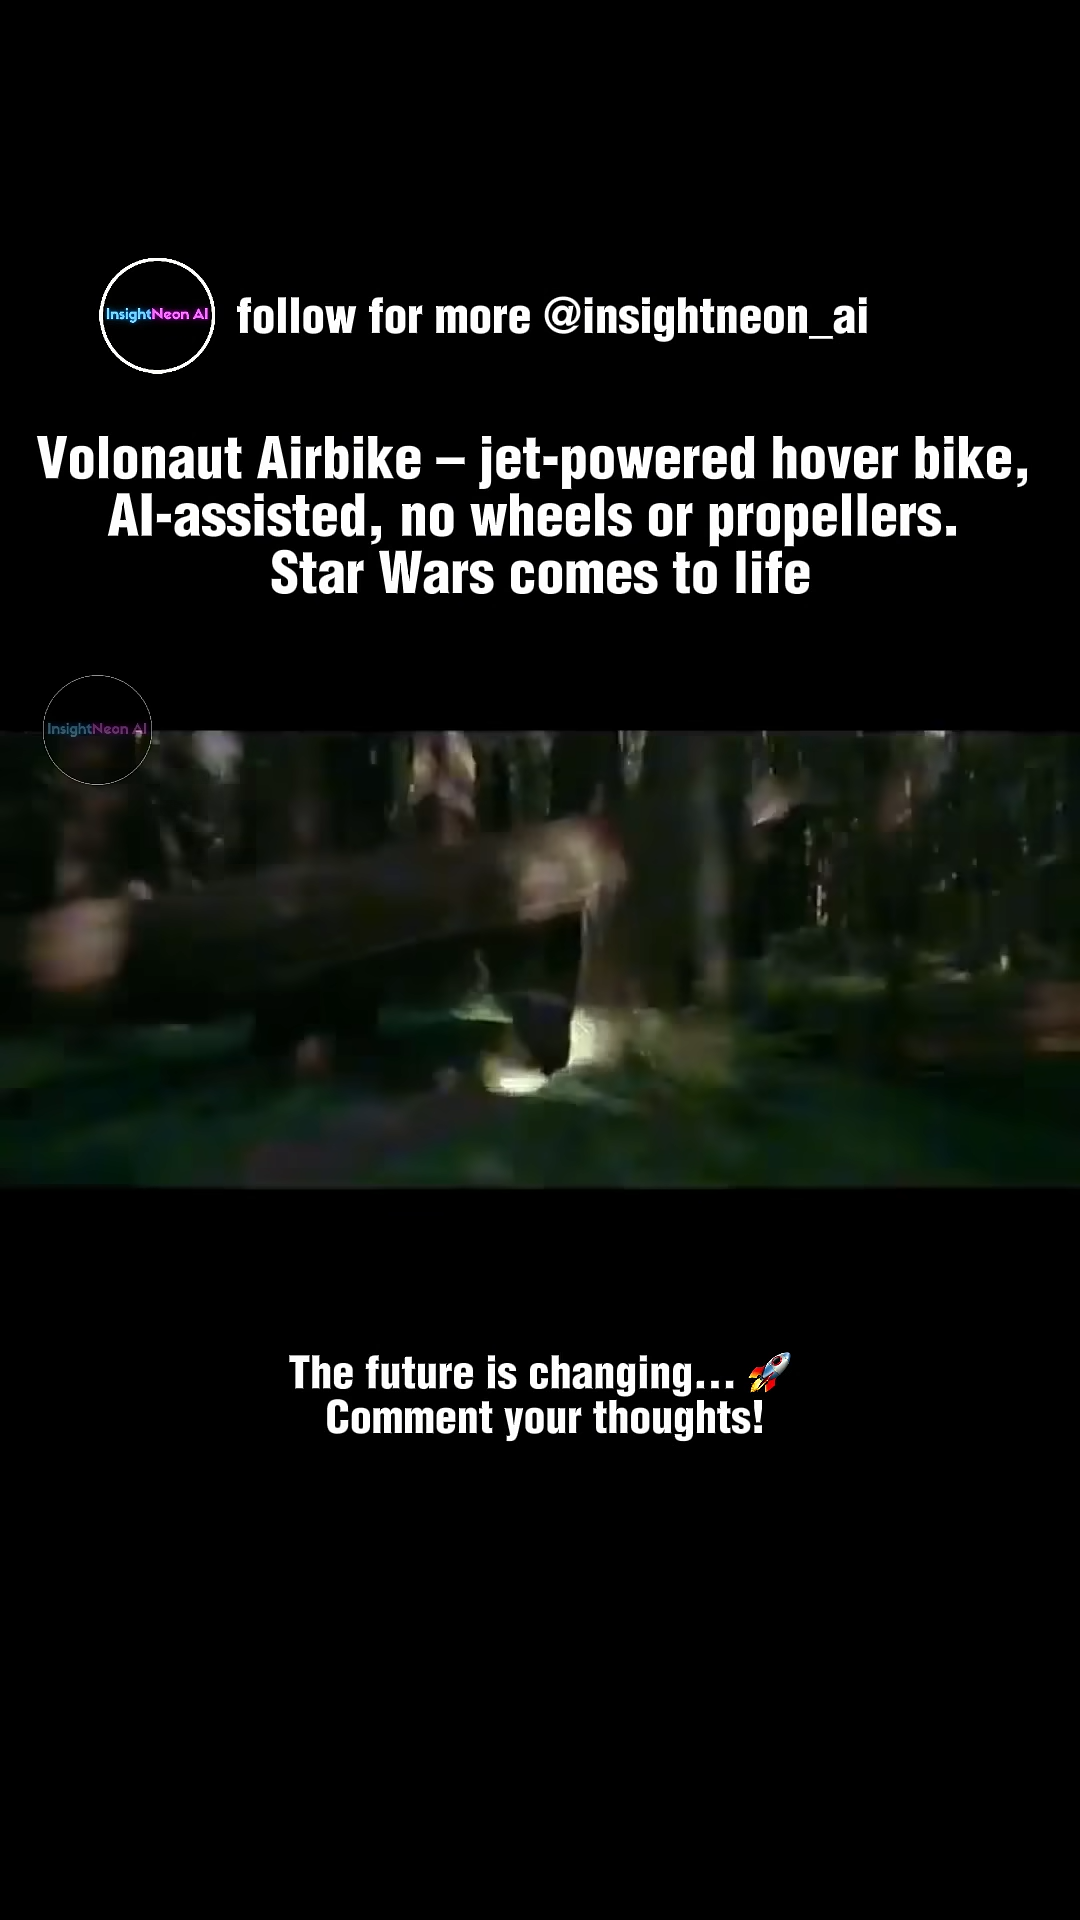 InsightNeon AI
follow for more @insightneon_ai
Volonaut Airbike – jet-powered hover bike,
AI-assisted, no wheels or propellers.
Star Wars comes to life
InsightNeon AI
The future is changing... 🚀
Comment your thoughts!